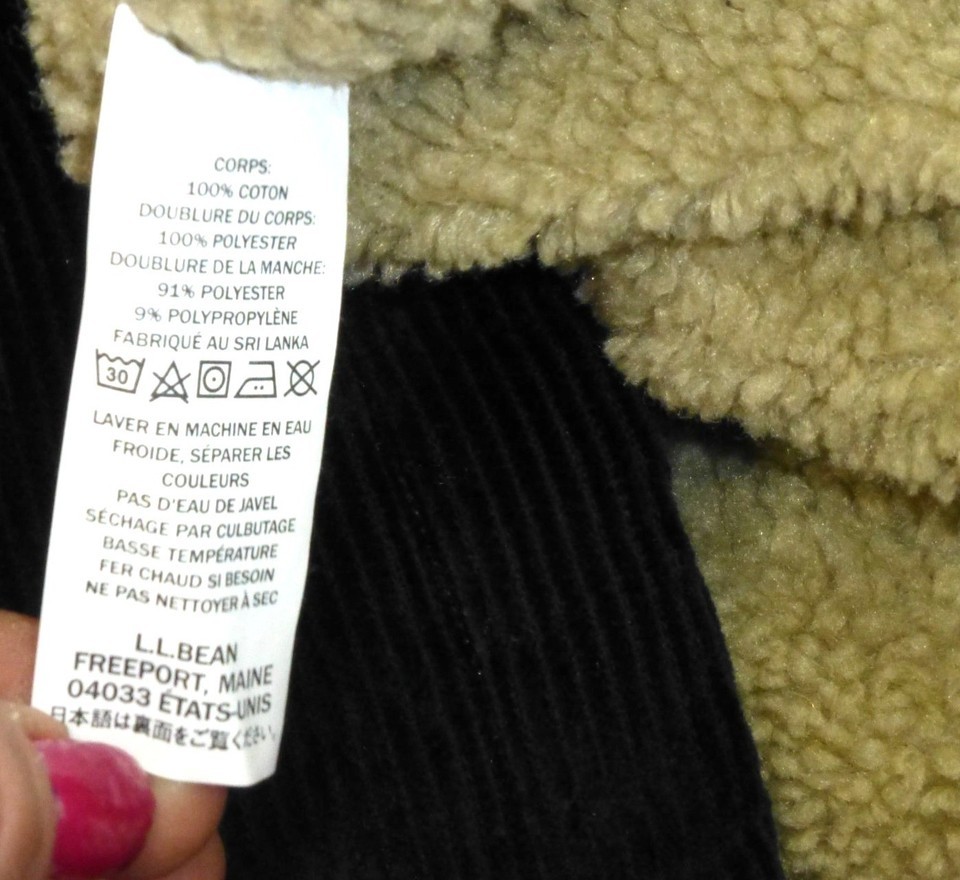 CORPS:
100% COTON
DOUBLURE DU CORPS:
100% POLYESTER
DOUBLURE DE LA MANCHE:
91% POLYESTER
9% POLYPROPYLÈNE
FABRIQUÉ AU SRI LANKA
30
LAVER EN MACHINE EN EAU
FROIDE, SÉPARER LES
COULEURS
PAS D'EAU DE JAVEL
SÉCHAGE PAR CULBUTAGE
BASSE TEMPÉRATURE
FER CHAUD SI BESOIN
NE PAS NETTOYER À SEC
L.L.BEAN
FREEPORT, MAINE
04033 ÉTATS-UNIS
日本語は裏面をご覧ください。